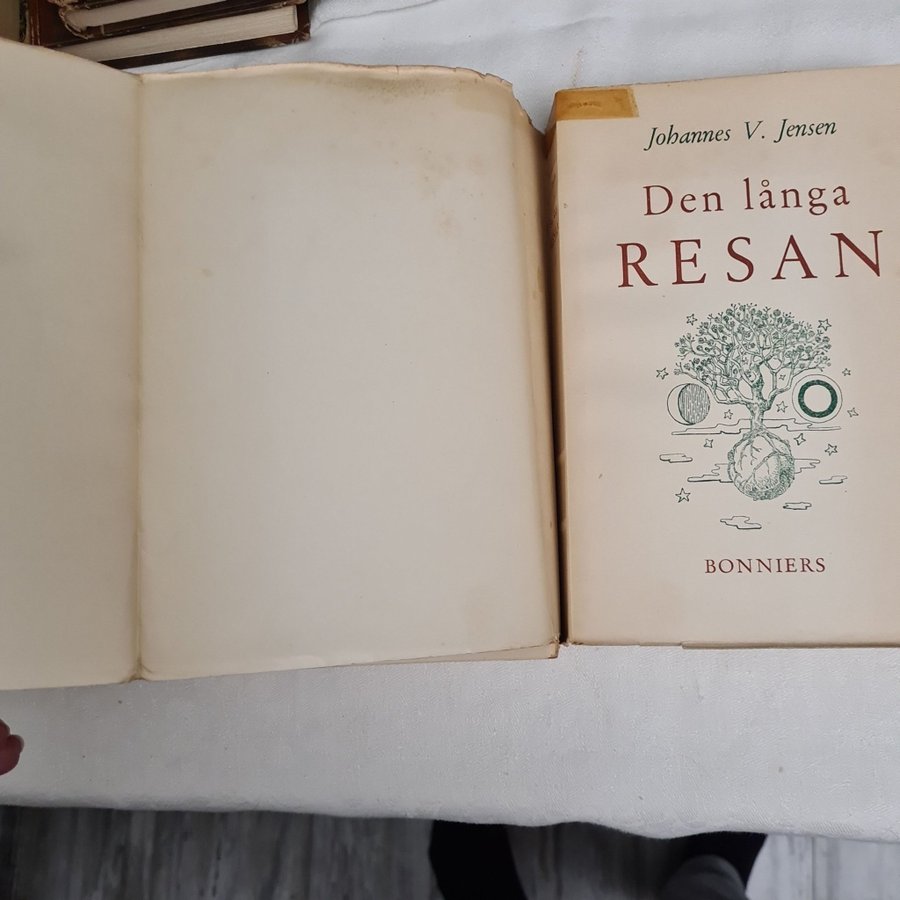 Johannes V. Jensen
Den långa
RESAN
BONNIERS